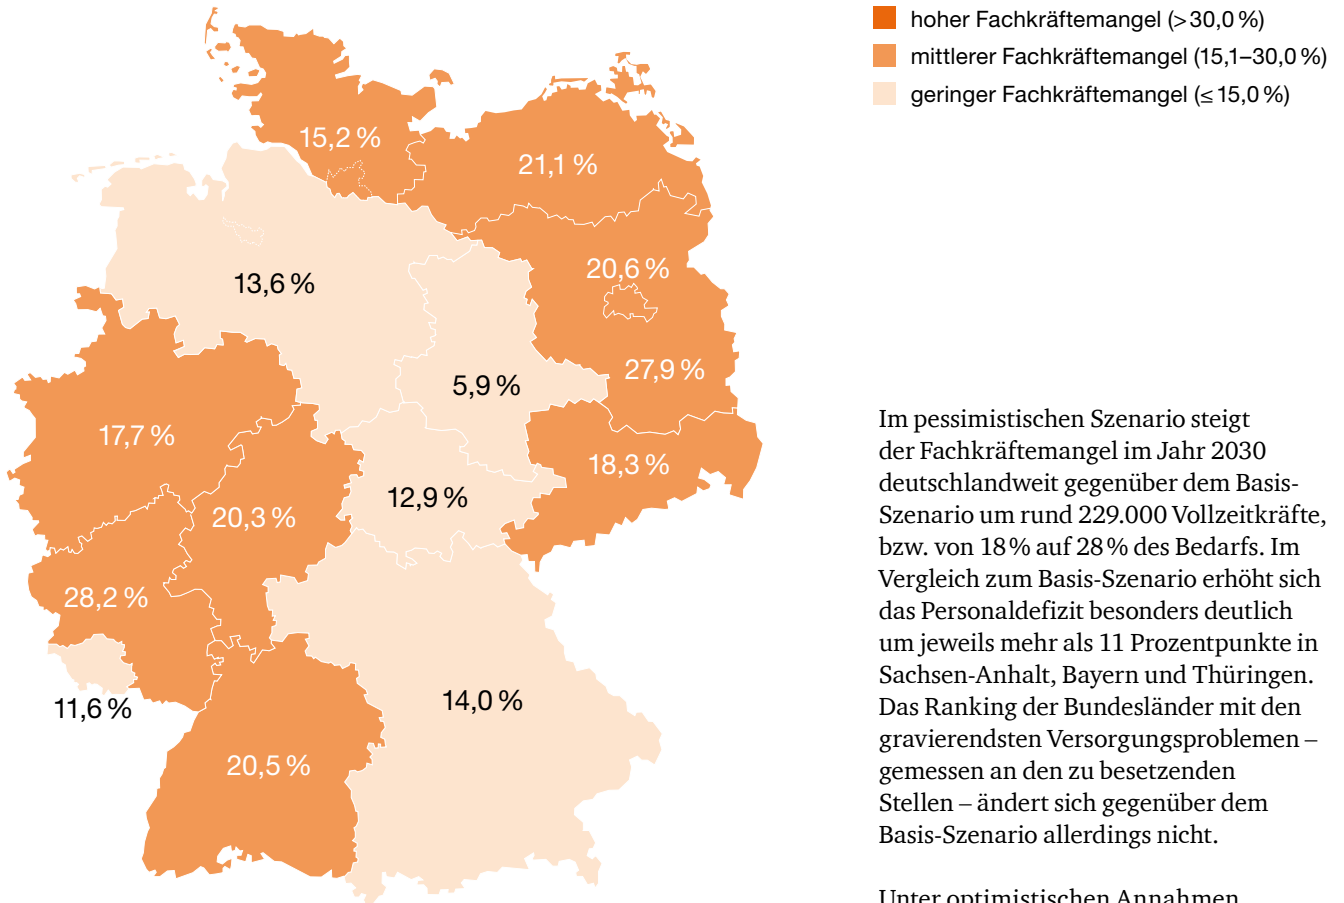 hoher Fachkräftemangel (> 30,0 %)
mittlerer Fachkräftemangel (15,1–30,0 %)
geringer Fachkräftemangel (≤ 15,0 %)
15,2 %
21,1 %
20,6 %
13,6 %
27,9 %
5,9 %
17,7 %
18,3 %
12,9 %
20,3 %
28,2 %
11,6 %
14,0 %
20,5 %
Im pessimistischen Szenario steigt
der Fachkräftemangel im Jahr 2030
deutschlandweit gegenüber dem Basis-
Szenario um rund 229.000 Vollzeitkräfte,
bzw. von 18 % auf 28 % des Bedarfs. Im
Vergleich zum Basis-Szenario erhöht sich
das Personaldefizit besonders deutlich
um jeweils mehr als 11 Prozentpunkte in
Sachsen-Anhalt, Bayern und Thüringen.
Das Ranking der Bundesländer mit den
gravierendsten Versorgungsproblemen –
gemessen an den zu besetzenden
Stellen – ändert sich gegenüber dem
Basis-Szenario allerdings nicht.
Unter optimistischen Annahmen